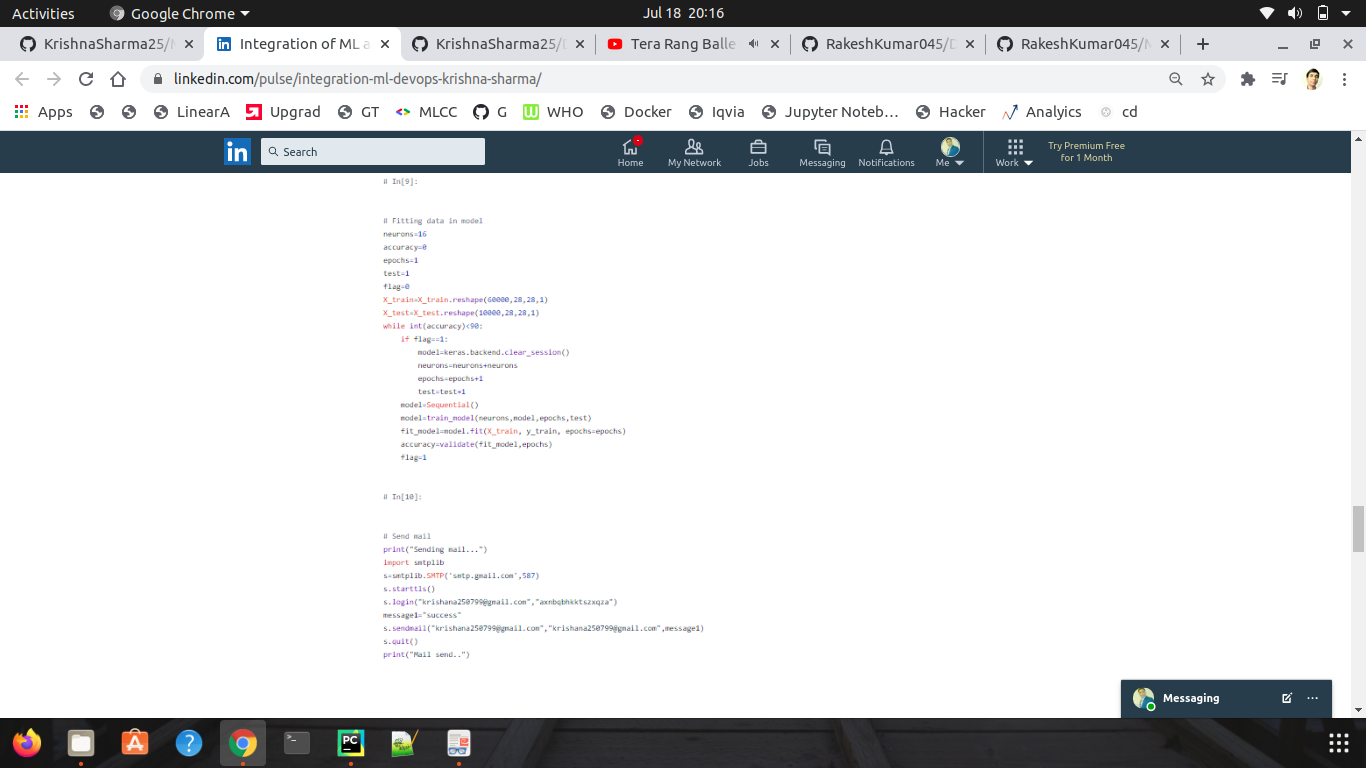 Activities
Google Chrome
Jul 18 20:16
KrishnaSharma25/
Integration of ML a
KrishnaSharma25/
Tera Rang Balle
RakeshKumar045/
RakeshKumar045/
linkedin.com/pulse/integration-ml-devops-krishna-sharma/
Apps
LinearA
Upgrad
GT
MLCC
G
WHO
Docker
Iqvia
Jupyter Noteb…
Hacker
Anaylics
cd
in
Search
Home
My Network
Jobs
Messaging
Notifications
Me
Work
Try Premium Free
for 1 Month
# In[9]:
# Fitting data in model
neurons=16
accuracy=0
epochs=1
test=1
flag=0
X_train=X_train.reshape(60000,28,28,1)
X_test=X_test.reshape(10000,28,28,1)
while int(accuracy)<90:
if flag==1:
model=keras.backend.clear_session()
neurons=neurons+neurons
epochs=epochs+1
test=test+1
model=Sequential()
model=train_model(neurons,model,epochs,test)
fit_model=model.fit(X_train, y_train, epochs=epochs)
accuracy=validate(fit_model,epochs)
flag=1
# In[10]:
# Send mail
print("Sending mail...")
import smtplib
s=smtplib.SMTP('smtp.gmail.com',587)
s.starttls()
s.login("krishana250799@gmail.com","axnbqbhkktszxqza")
message1="success"
s.sendmail("krishana250799@gmail.com","krishana250799@gmail.com",message1)
s.quit()
print("Mail send..")
Messaging